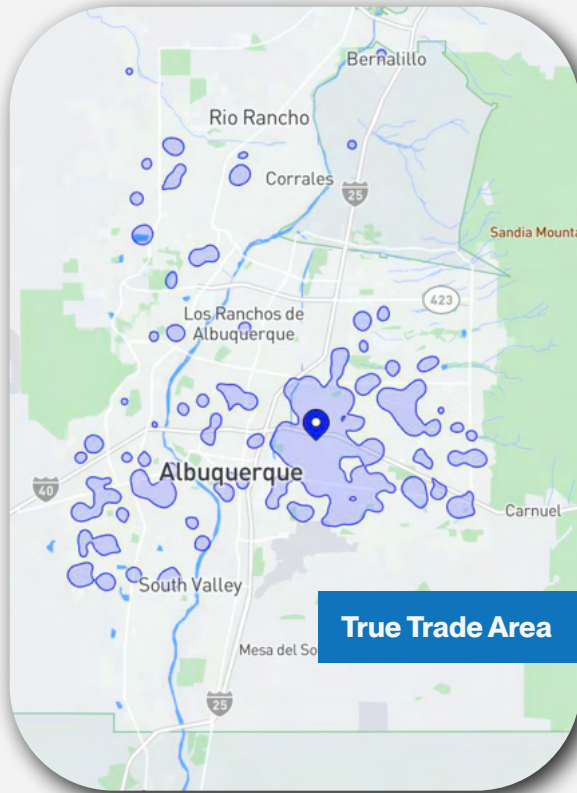 Bernalillo
Rio Rancho
Corrales
25
Sandia Mounta
423
Los Ranchos de
Albuquerque
Albuquerque
40
Carnuel
South Valley
True Trade Area
Mesa del So
25